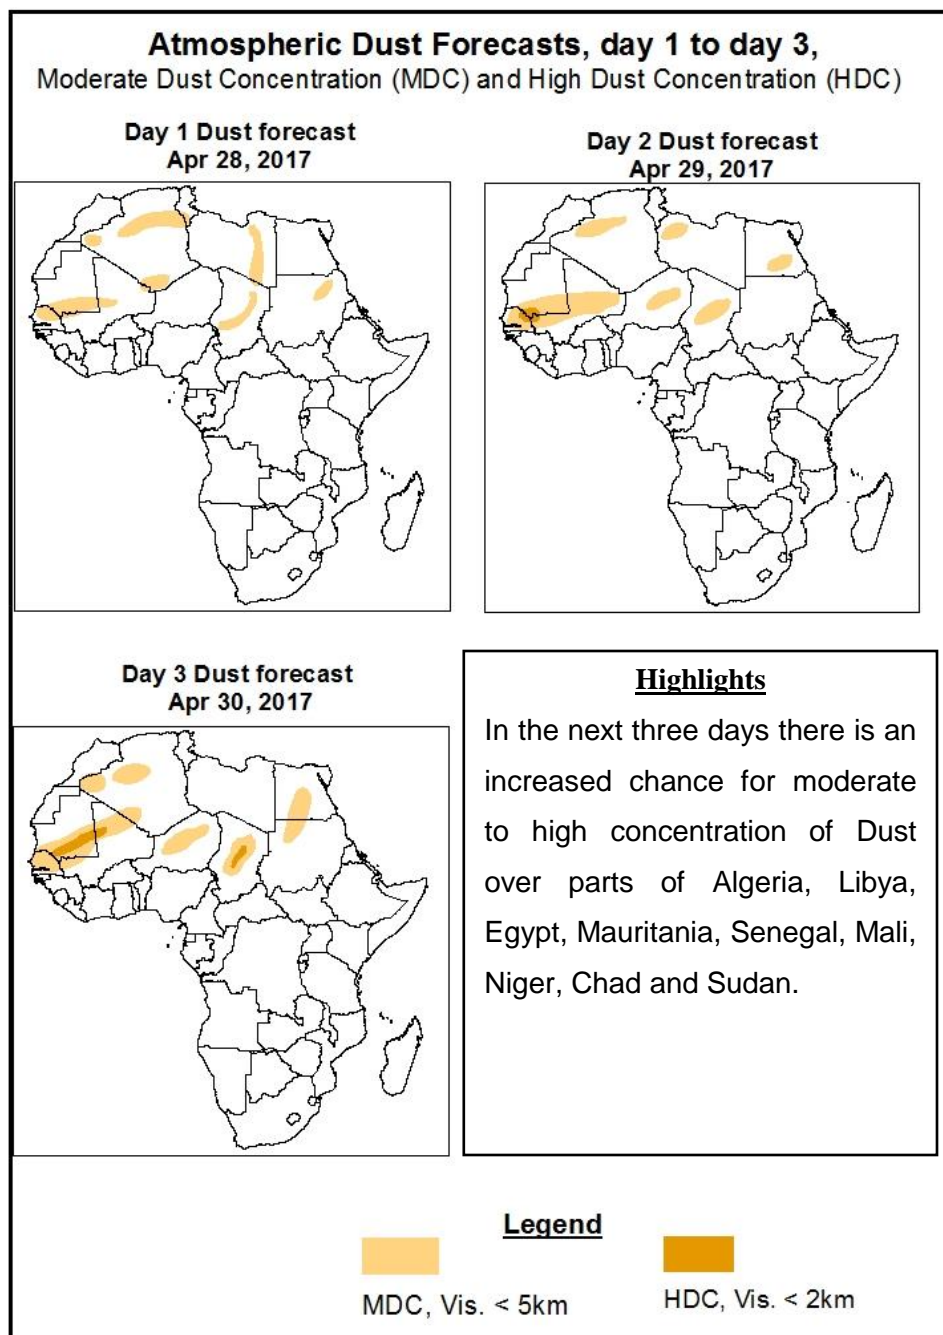 Atmospheric Dust Forecasts, day 1 to day 3,
Moderate Dust Concentration (MDC) and High Dust Concentration (HDC)
Day 1 Dust forecast
Apr 28, 2017
Day 2 Dust forecast
Apr 29, 2017
Day 3 Dust forecast
Apr 30, 2017
Highlights
In the next three days there is an
increased chance for moderate
to high concentration of Dust
over parts of Algeria, Libya,
Egypt, Mauritania, Senegal, Mali,
Niger, Chad and Sudan.
Legend
MDC, Vis. < 5km
HDC, Vis. < 2km